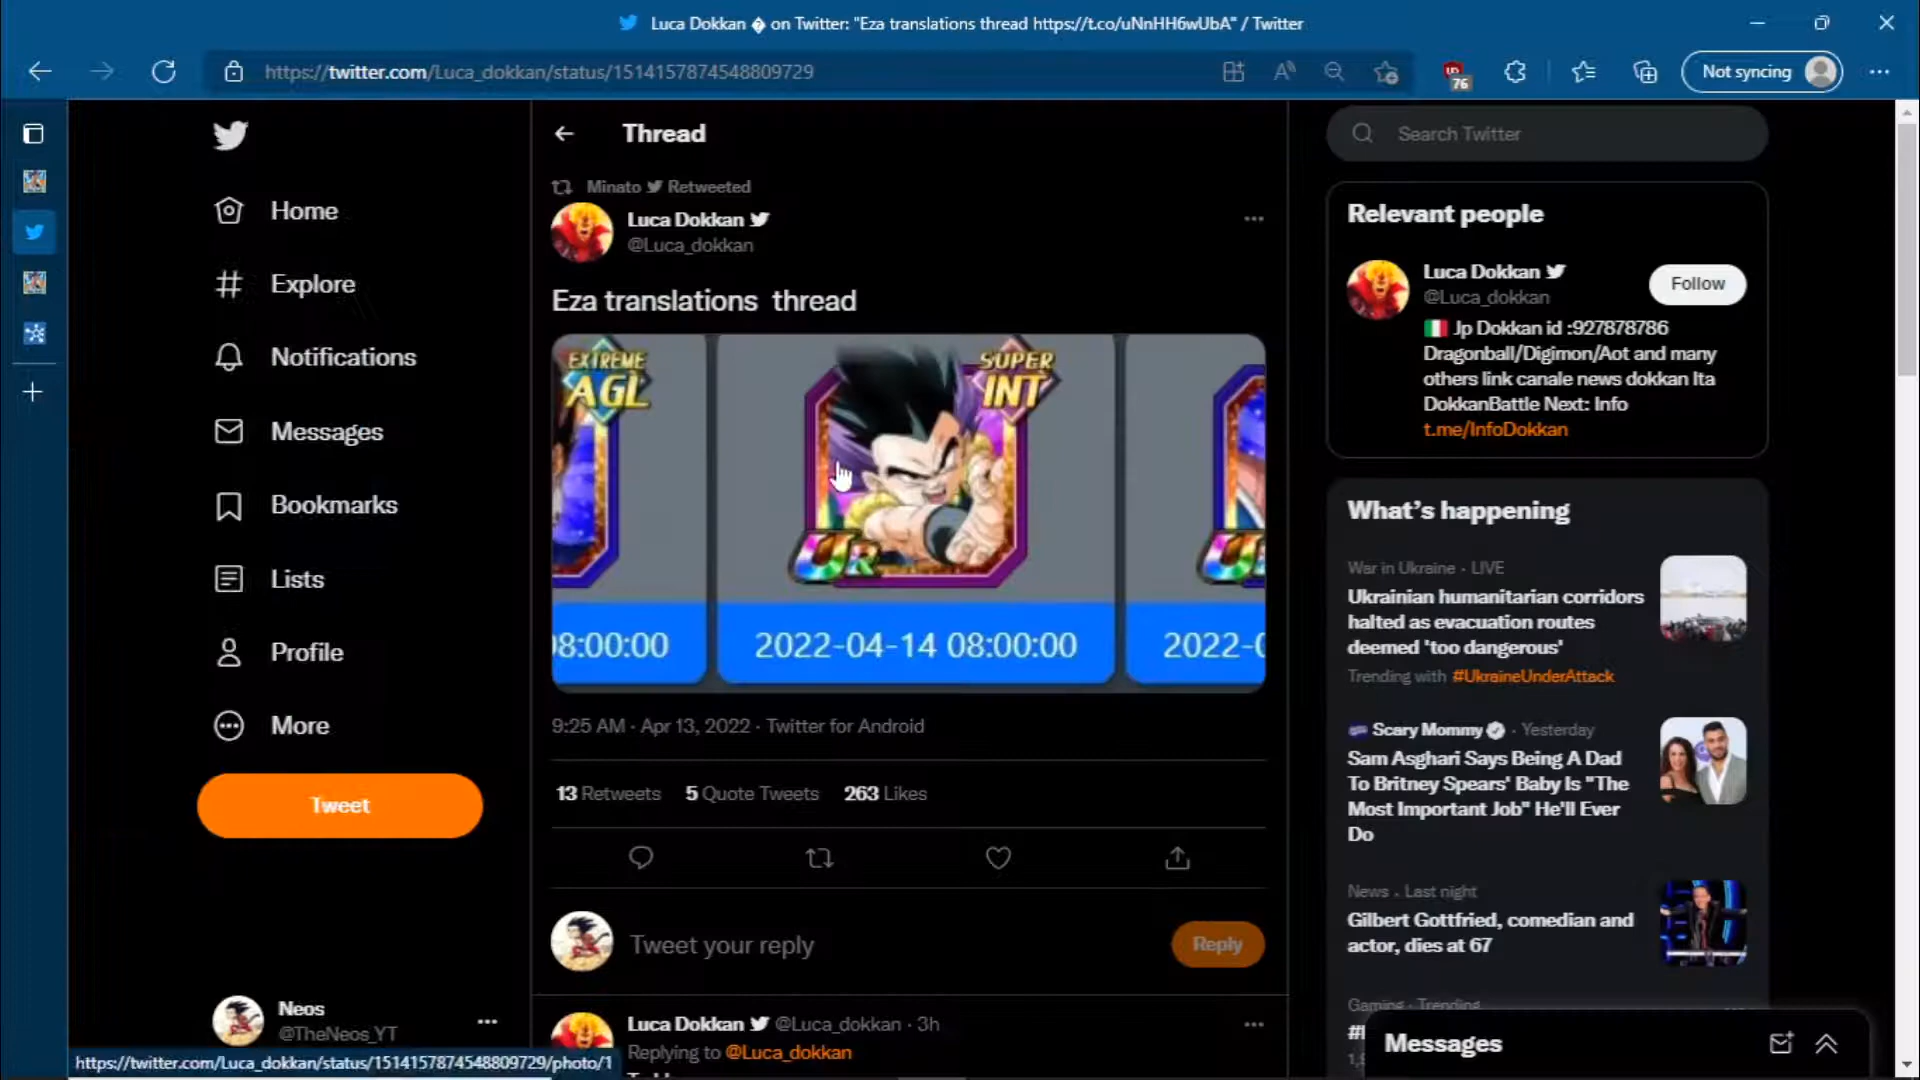 Luca Dokkan � on Twitter: "Eza translations thread https://t.co/uNnHH6wUbA" / Twitter
https://twitter.com/Luca_dokkan/status/1514157874548809729
76
Not syncing
Home
Explore
Notifications
Messages
Bookmarks
Lists
Profile
More
Tweet
Neos
@TheNeos_YT
https://twitter.com/Luca_dokkan/status/1514157874548809729/photo/1
Thread
Minato Retweeted
Luca Dokkan
@Luca_dokkan
Eza translations thread
EXTREME
AGL
SUPER
INT
UR
08:00:00
2022-04-14 08:00:00
2022-0
9:25 AM · Apr 13, 2022 · Twitter for Android
13 Retweets 5 Quote Tweets 263 Likes
Tweet your reply
Reply
Luca Dokkan @Luca_dokkan · 3h
Replying to @Luca_dokkan
Search Twitter
Relevant people
Luca Dokkan
@Luca_dokkan
Follow
Jp Dokkan id :927878786
Dragonball/Digimon/Aot and many
others link canale news dokkan Ita
DokkanBattle Next: Info
t.me/InfoDokkan
What's happening
War in Ukraine · LIVE
Ukrainian humanitarian corridors
halted as evacuation routes
deemed 'too dangerous'
Trending with #UkraineUnderAttack
Scary Mommy · Yesterday
Sam Asghari Says Being A Dad
To Britney Spears' Baby Is "The
Most Important Job" He'll Ever
Do
News · Last night
Gilbert Gottfried, comedian and
actor, dies at 67
Gaming · Trending
Messages